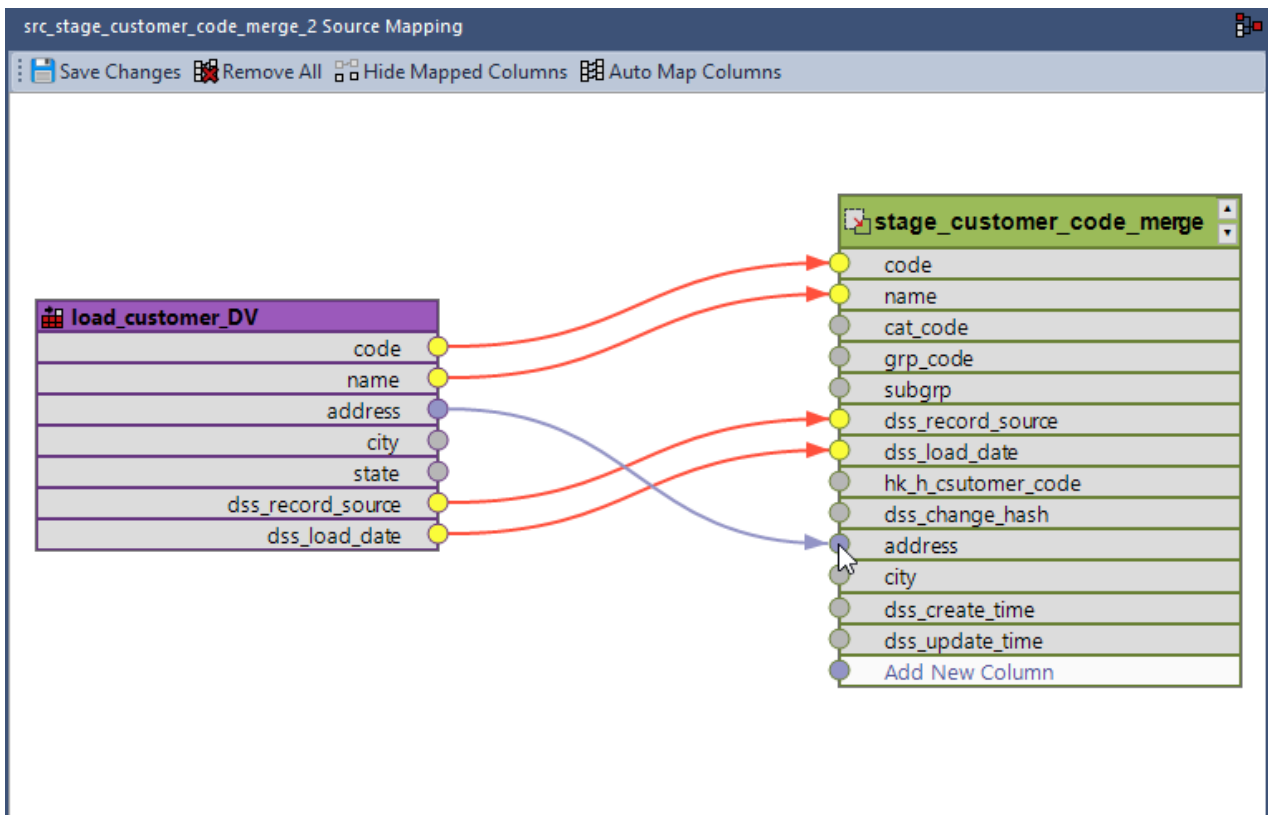 src_stage_customer_code_merge_2 Source Mapping
Save Changes Remove All Hide Mapped Columns Auto Map Columns
load_customer_DV
code
name
address
city
state
dss_record_source
dss_load_date
stage_customer_code_merge
code
name
cat_code
grp_code
subgrp
dss_record_source
dss_load_date
hk_h_csutomer_code
dss_change_hash
address
city
dss_create_time
dss_update_time
Add New Column